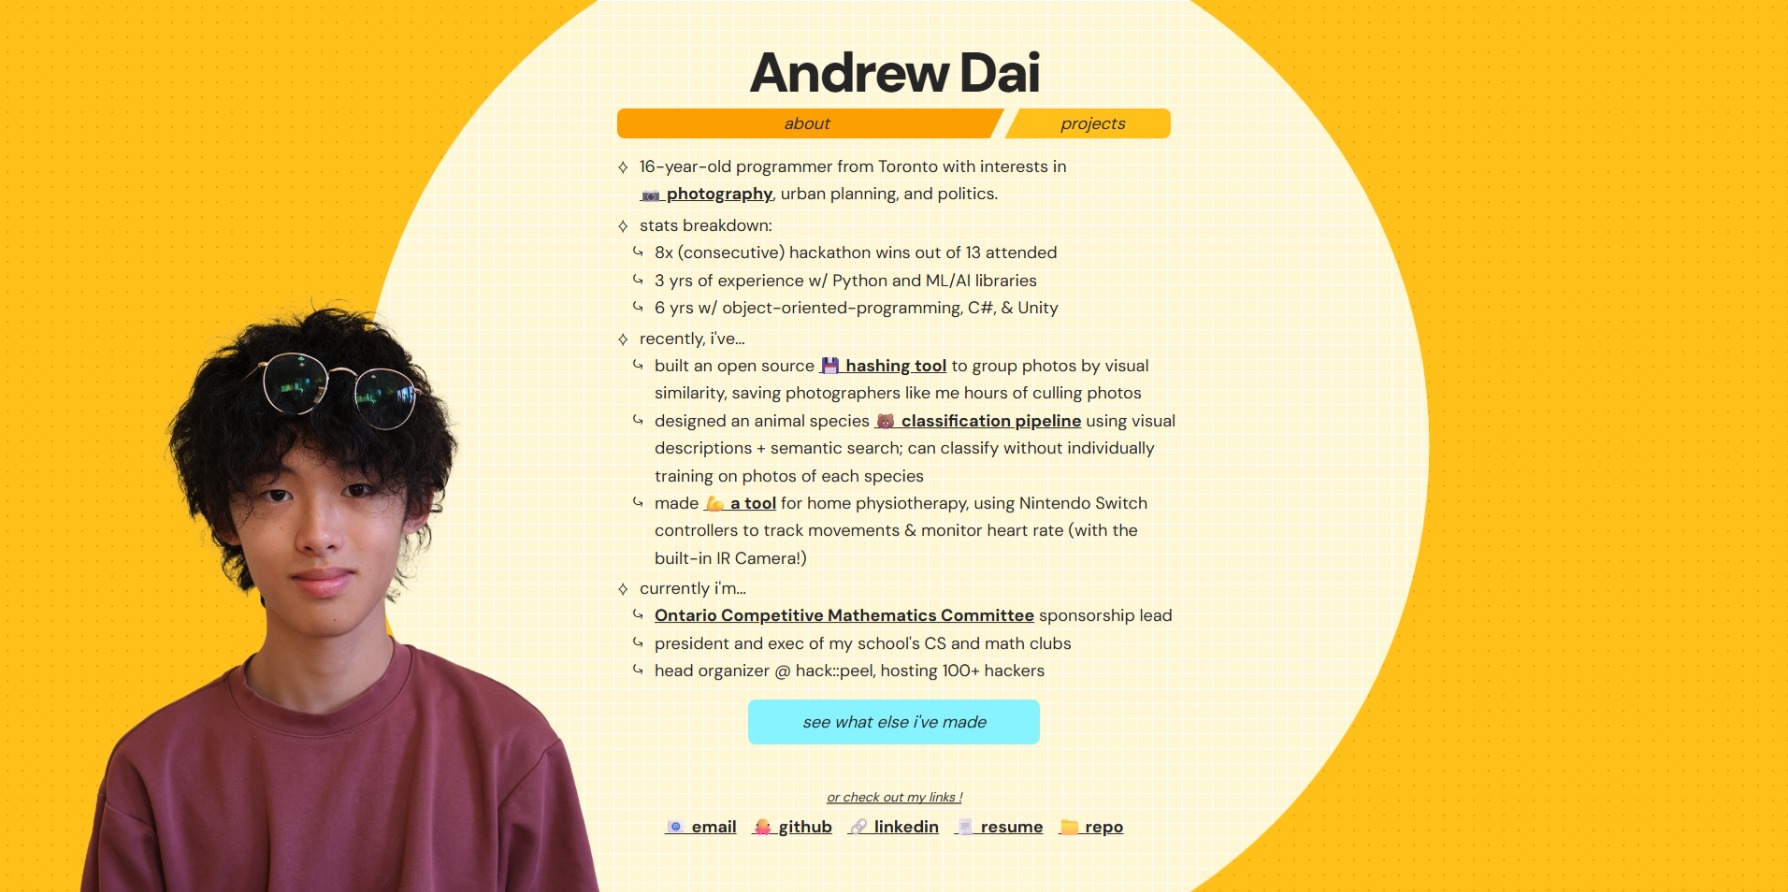 Andrew Dai
about projects
16-year-old programmer from Toronto with interests in
photography, urban planning, and politics.
stats breakdown:
8x (consecutive) hackathon wins out of 13 attended
3 yrs of experience w/ Python and ML/AI libraries
6 yrs w/ object-oriented-programming, C#, & Unity
recently, i've...
built an open source 💾 hashing tool to group photos by visual
similarity, saving photographers like me hours of culling photos
designed an animal species 🐻 classification pipeline using visual
descriptions + semantic search; can classify without individually
training on photos of each species
made 💪 a tool for home physiotherapy, using Nintendo Switch
controllers to track movements & monitor heart rate (with the
built-in IR Camera!)
currently i'm...
Ontario Competitive Mathematics Committee sponsorship lead
president and exec of my school's CS and math clubs
head organizer @ hack::peel, hosting 100+ hackers
see what else i've made
or check out my links !
email github linkedin resume repo